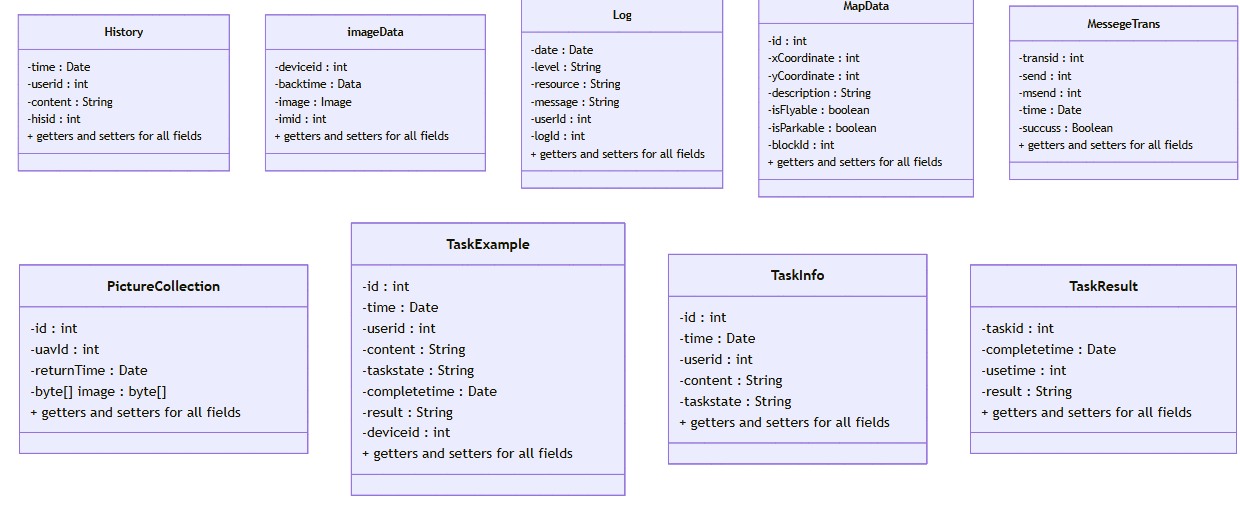 History
-time : Date
-userid : int
-content : String
-hisid : int
+ getters and setters for all fields
imageData
-deviceid : int
-backtime : Data
-image : Image
-imid : int
+ getters and setters for all fields
Log
-date : Date
-level : String
-resource : String
-message : String
-userId : int
-logId : int
+ getters and setters for all fields
MapData
-id : int
-xCoordinate : int
-yCoordinate : int
-description : String
-isFlyable : boolean
-isParkable : boolean
-blockId : int
+ getters and setters for all fields
MessegeTrans
-transid : int
-send : int
-msend : int
-time : Date
-succuss : Boolean
+ getters and setters for all fields
PictureCollection
-id : int
-uavId : int
-returnTime : Date
-byte[] image : byte[]
+ getters and setters for all fields
TaskExample
-id : int
-time : Date
-userid : int
-content : String
-taskstate : String
-completetime : Date
-result : String
-deviceid : int
+ getters and setters for all fields
TaskInfo
-id : int
-time : Date
-userid : int
-content : String
-taskstate : String
+ getters and setters for all fields
TaskResult
-taskid : int
-completetime : Date
-usetime : int
-result : String
+ getters and setters for all fields